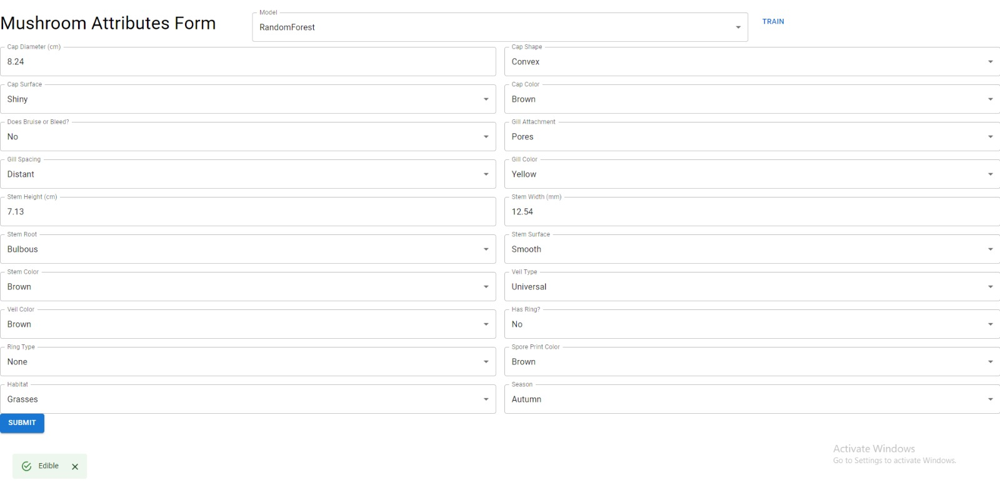 Mushroom Attributes Form
Model
RandomForest
TRAIN
Cap Diameter (cm)
8.24
Cap Shape
Convex
Cap Surface
Shiny
Cap Color
Brown
Does Bruise or Bleed?
No
Gill Attachment
Pores
Gill Spacing
Distant
Gill Color
Yellow
Stem Height (cm)
7.13
Stem Width (mm)
12.54
Stem Root
Bulbous
Stem Surface
Smooth
Stem Color
Brown
Veil Type
Universal
Veil Color
Brown
Has Ring?
No
Ring Type
None
Spore Print Color
Brown
Habitat
Grasses
Season
Autumn
SUBMIT
Edible
Activate Windows
Go to Settings to activate Windows.